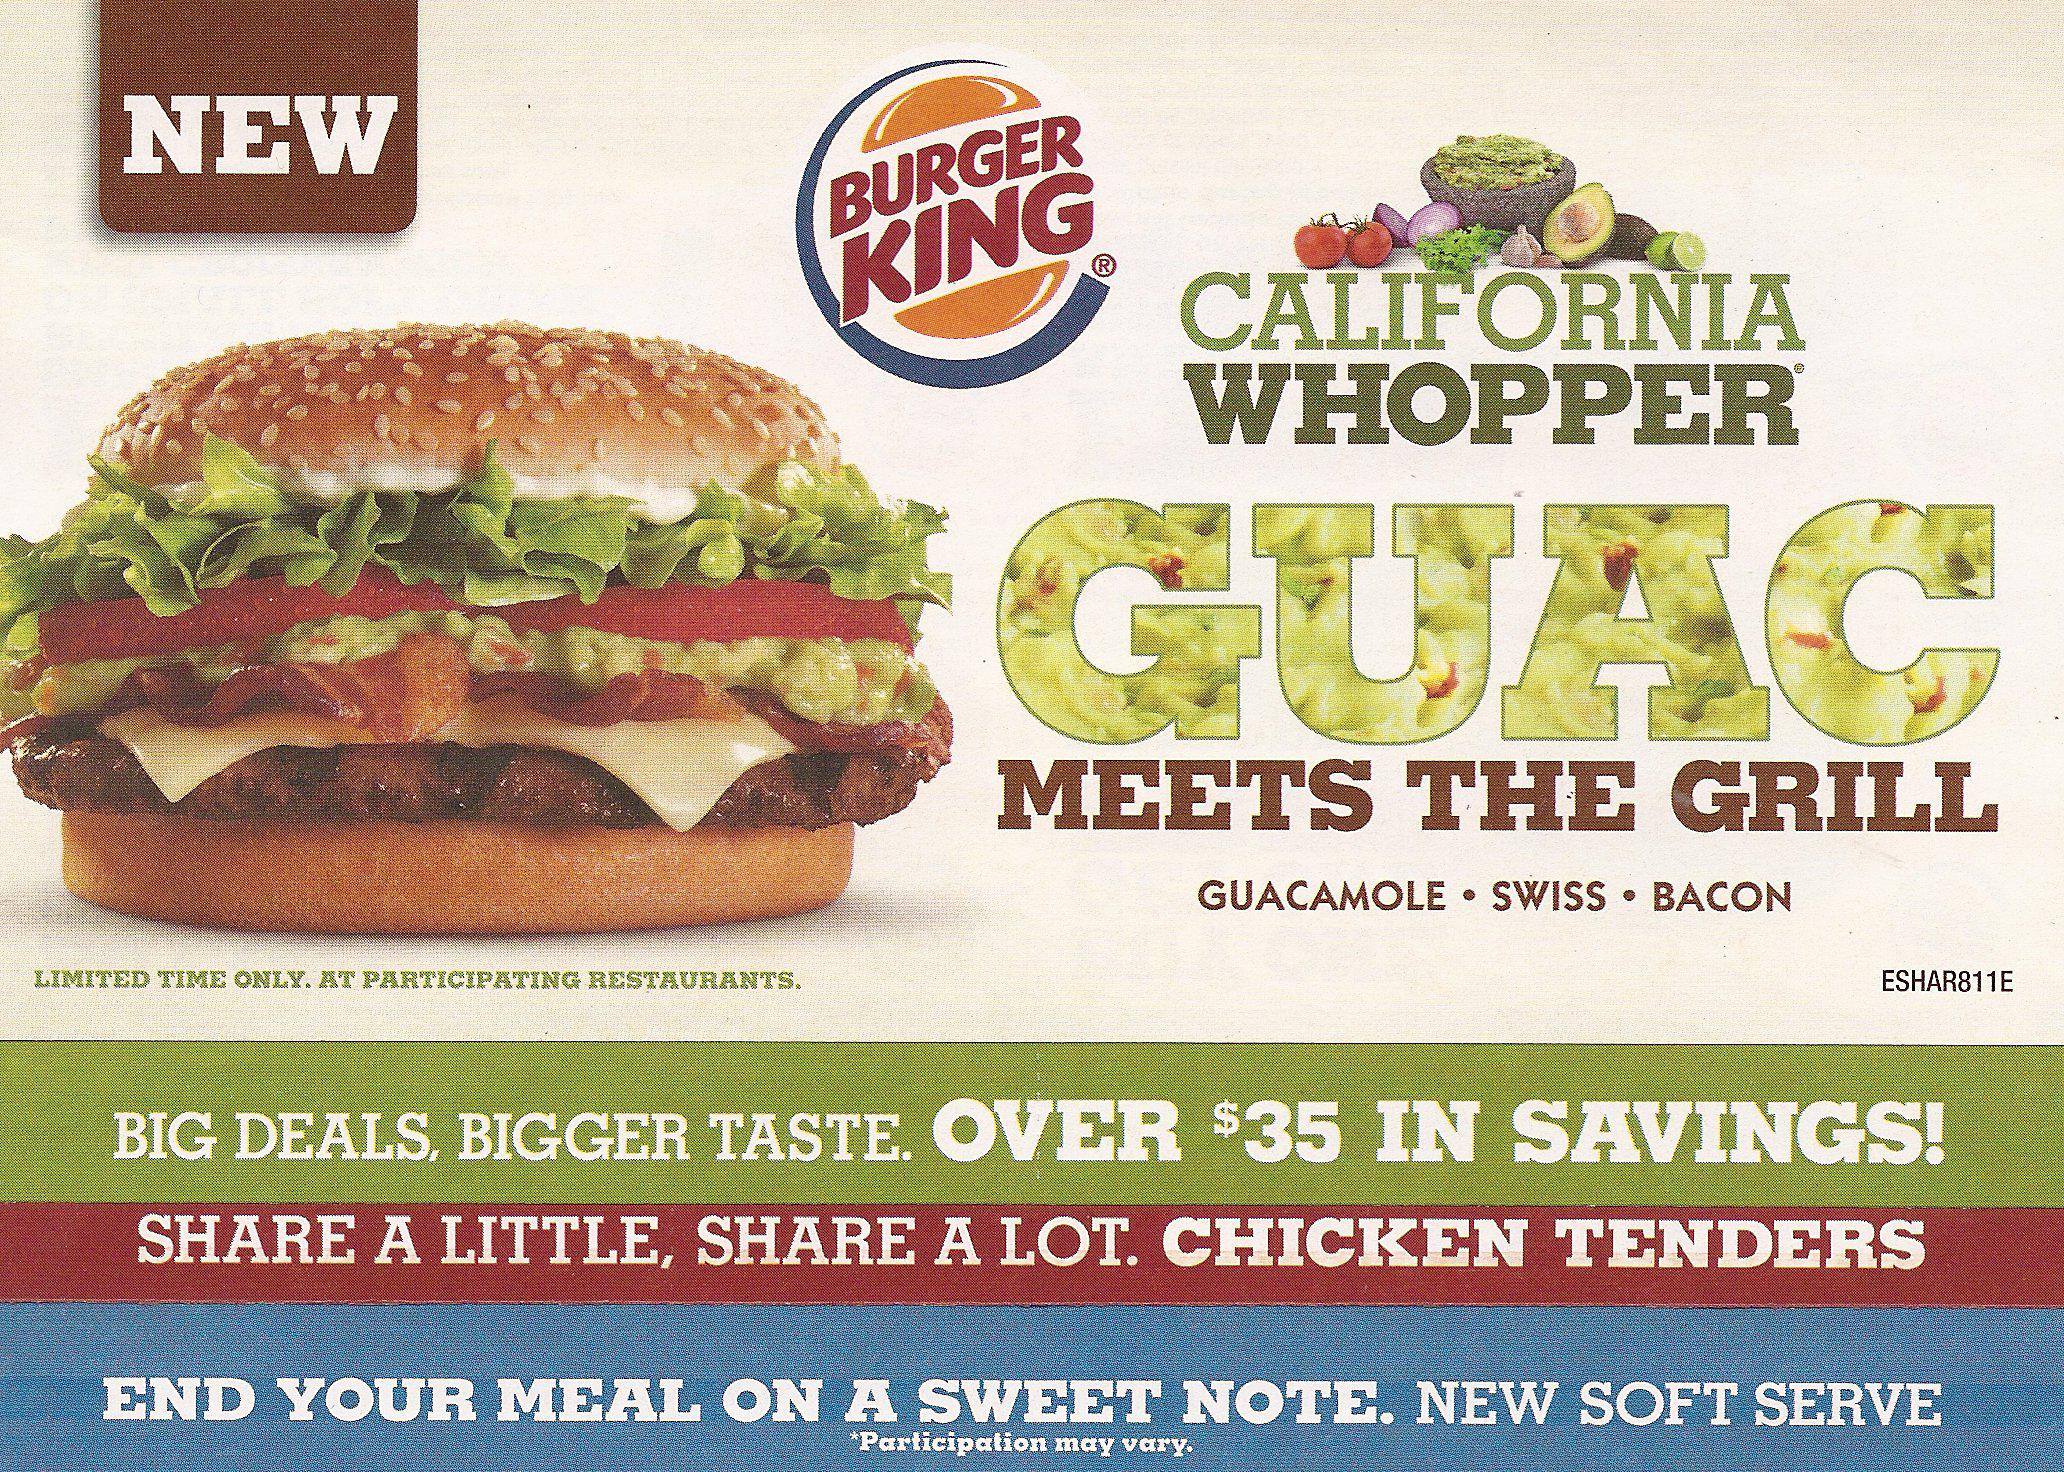 NEW
BURGER
KING®
CALIFORNIA
WHOPPER®
GUAC
MEETS THE GRILL
GUACAMOLE • SWISS • BACON
LIMITED TIME ONLY. AT PARTICIPATING RESTAURANTS.
ESHAR811E
BIG DEALS, BIGGER TASTE. OVER $35 IN SAVINGS!
SHARE A LITTLE, SHARE A LOT. CHICKEN TENDERS
END YOUR MEAL ON A SWEET NOTE. NEW SOFT SERVE
*Participation may vary.